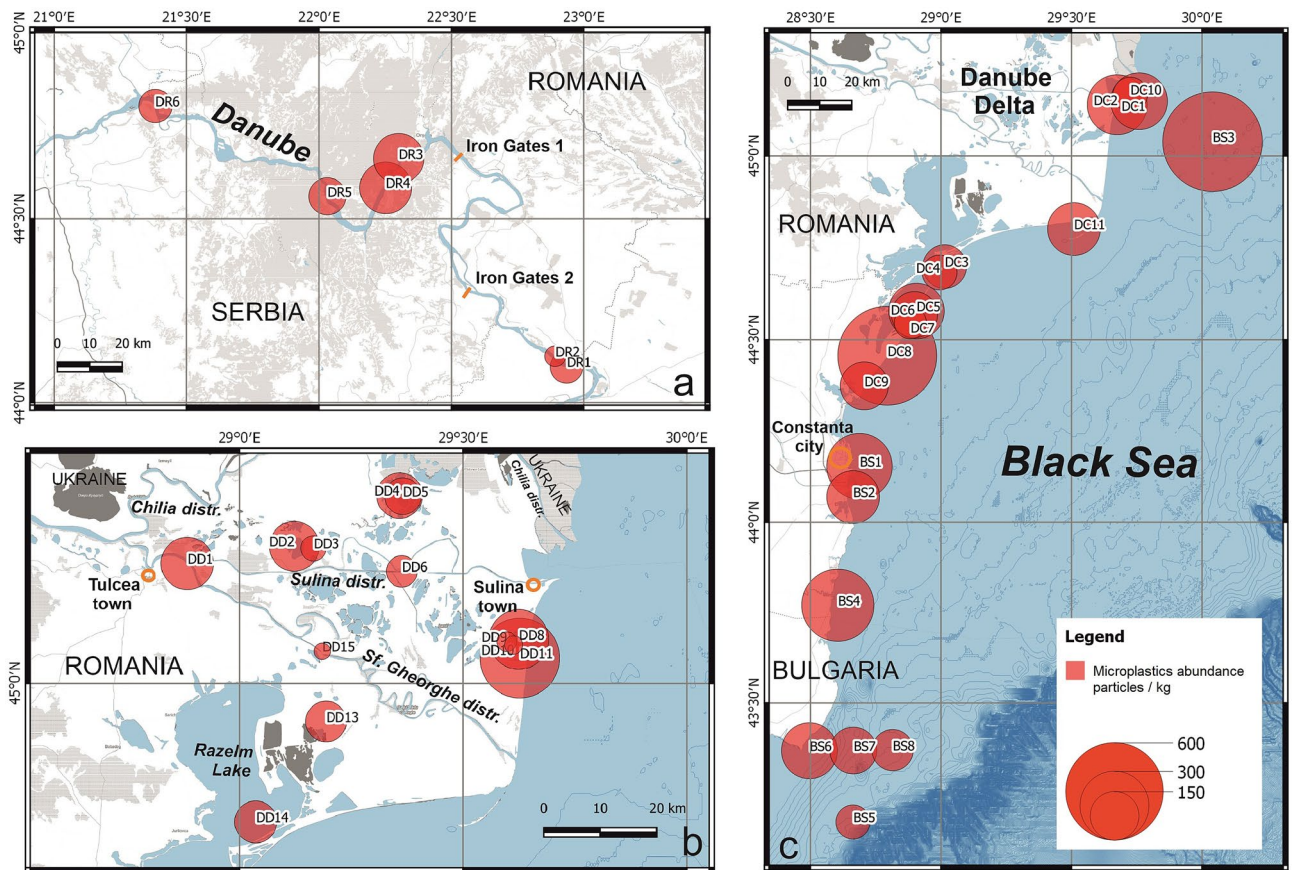 21°0'E 21°3'E 22°0'E 22°3'E 23°0'E
45°0'N
44°30'N
44°0'N
ROMANIA
DR6
Danube
Iron Gates 1
DR3
DR4
DR5
Iron Gates 2
SERBIA
DR2
DR1
0 10 20 km
a
29°0'E 29°30'E 30°0'E
45°0'N
UKRAINE
Chilia distr.
UKRAINE
Chilia distr.
DD4 DD5
DD2 DD3
DD1
DD6
Sulina distr.
Tulcea
town
Sulina
town
DD9 DD8
DD10 DD11
DD15
ROMANIA
Sf. Gheorghe distr.
DD13
Razelm
Lake
DD14
0 10 20 km
b
28°30'E 29°0'E 29°30'E 30°0'E
45°0'N
44°30'N
44°0'N
43°30'N
0 10 20 km
Danube
Delta
DC10
DC2 DC1
BS3
ROMANIA
DC11
DC3
DC4
DC5
DC6
DC7
DC8
DC9
Constanta
city
BS1
BS2
Black Sea
BS4
BULGARIA
BS6 BS7 BS8
BS5
c
Legend
Microplastics abundance
particles / kg
600
300
150